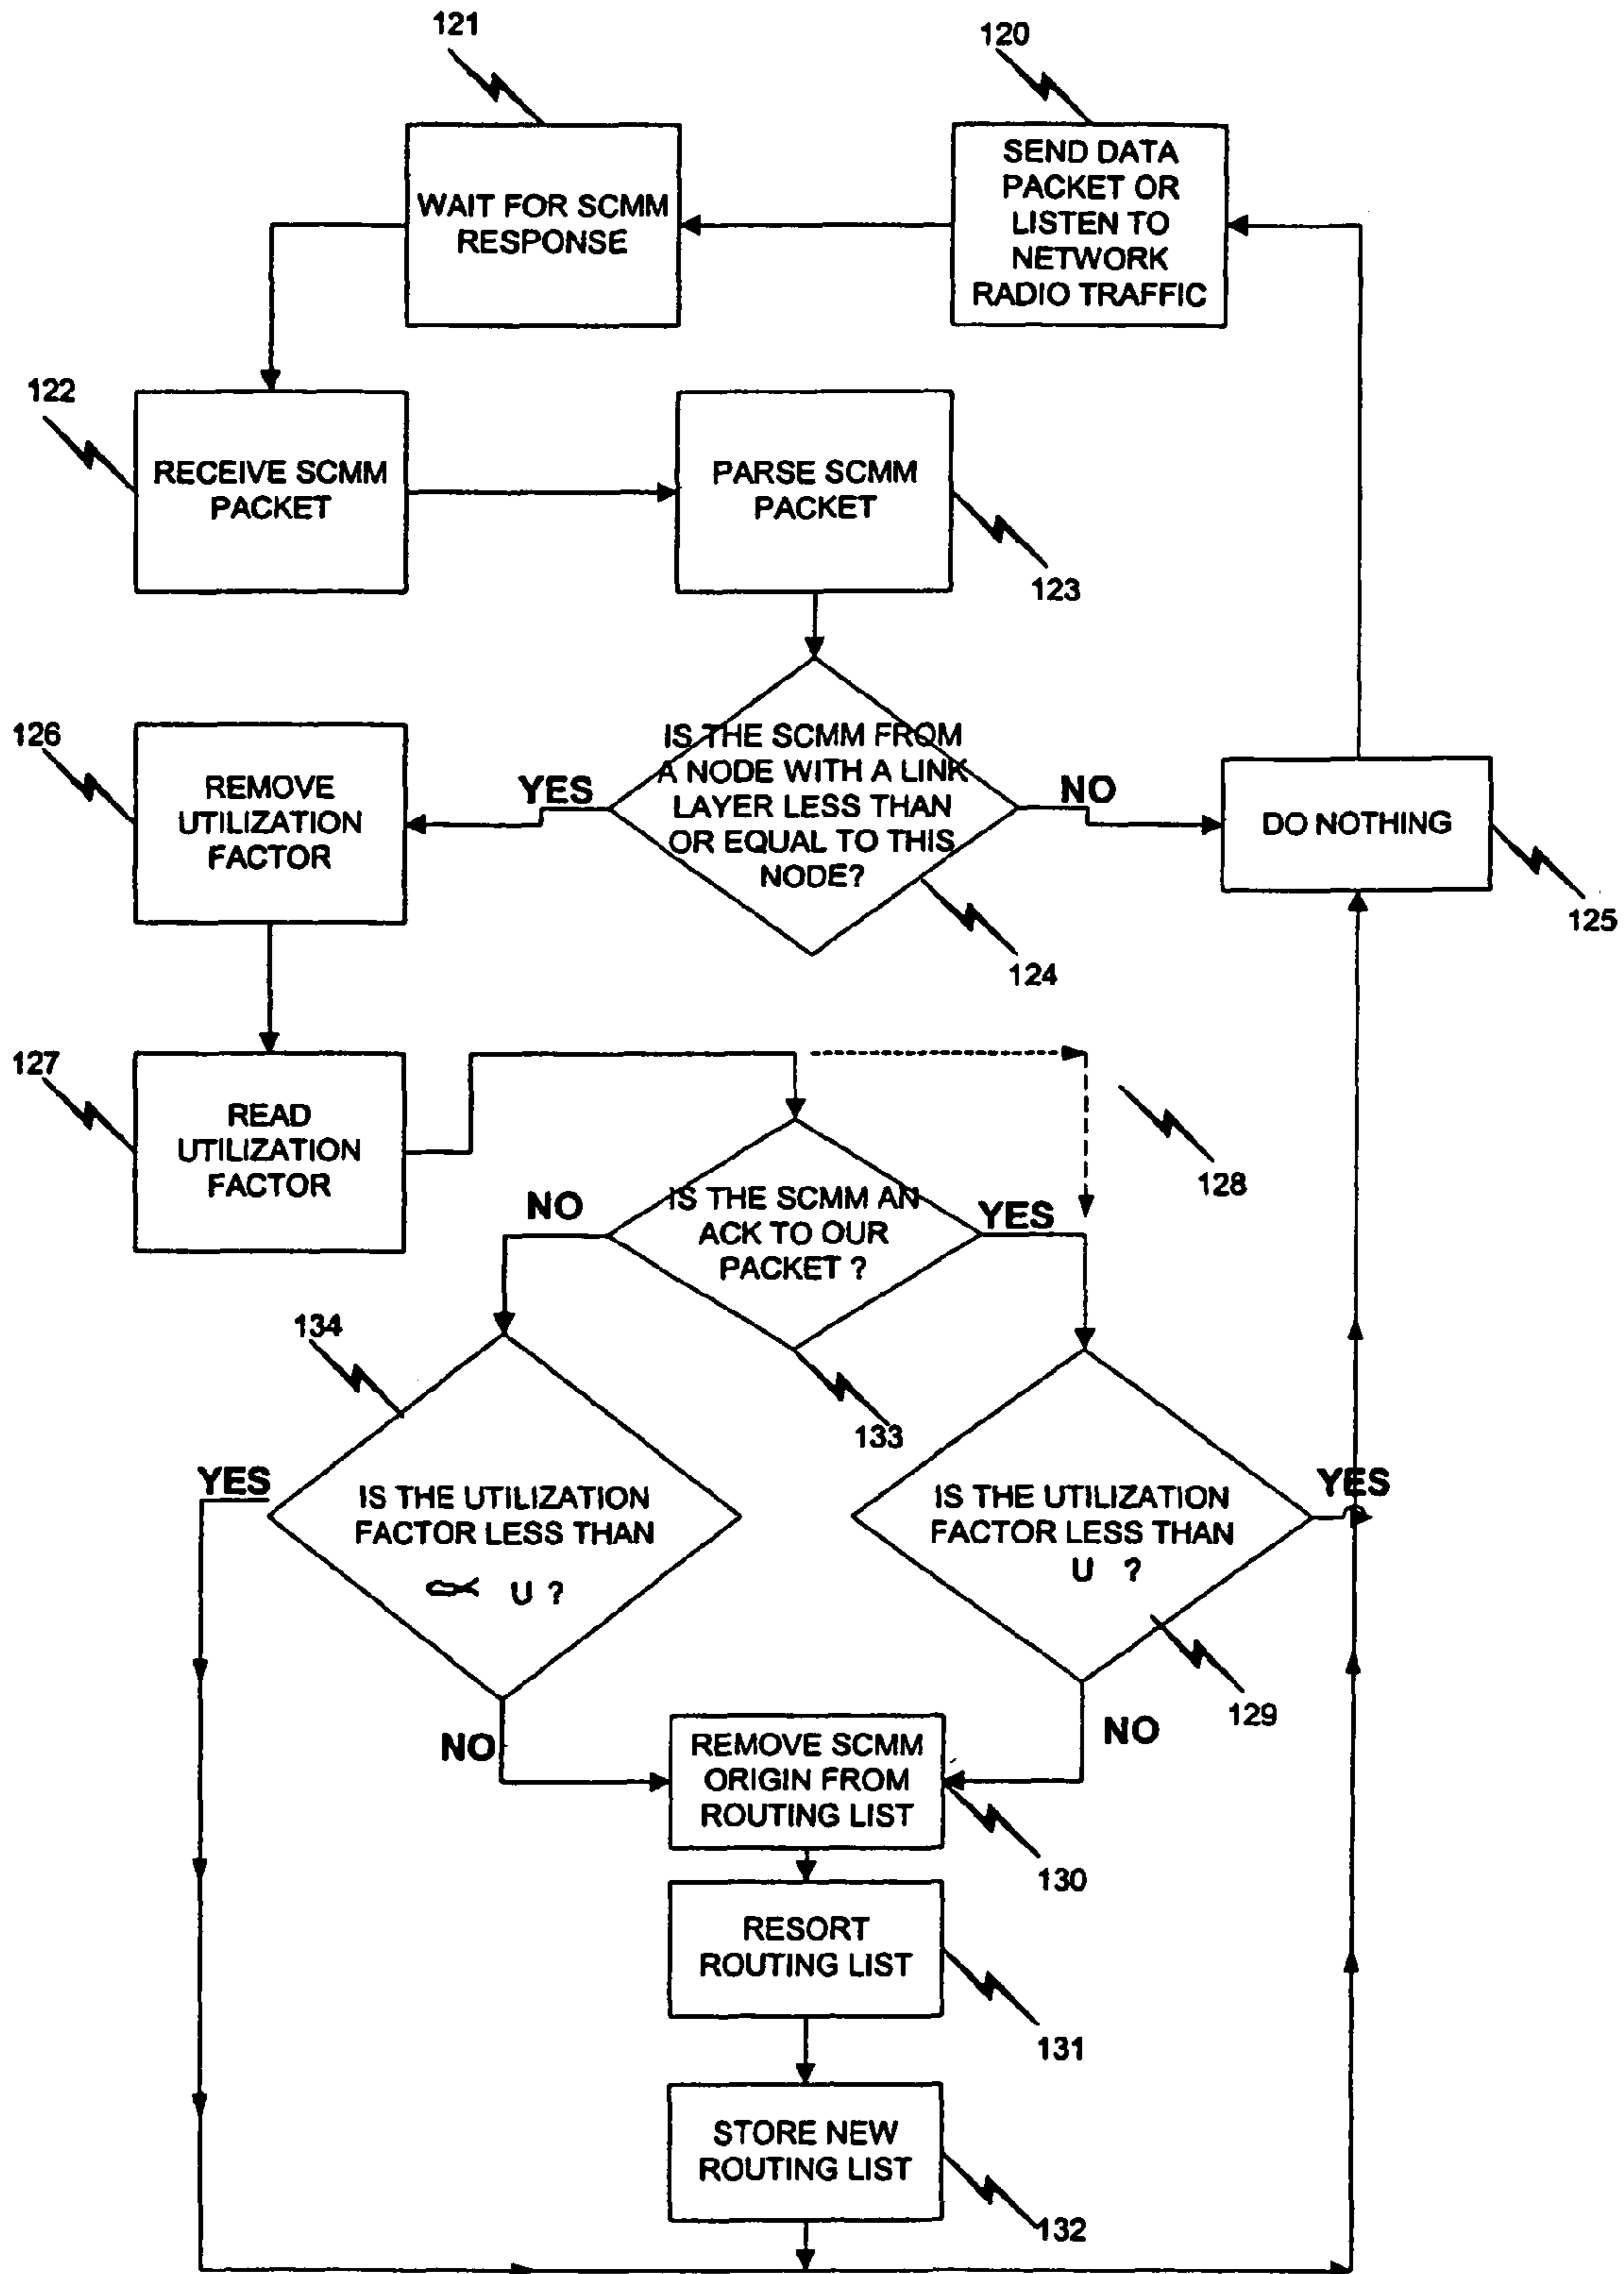 121
120
WAIT FOR SCMM
RESPONSE
SEND DATA
PACKET OR
LISTEN TO
NETWORK
RADIO TRAFFIC
122
RECEIVE SCMM
PACKET
PARSE SCMM
PACKET
123
126
REMOVE
UTILIZATION
FACTOR
YES
IS THE SCMM FROM
A NODE WITH A LINK
LAYER LESS THAN
OR EQUAL TO THIS
NODE?
NO
DO NOTHING
125
124
127
READ
UTILIZATION
FACTOR
128
NO
IS THE SCMM AN
ACK TO OUR
PACKET ?
YES
134
133
YES
IS THE UTILIZATION
FACTOR LESS THAN
∝ U ?
IS THE UTILIZATION
FACTOR LESS THAN
U ?
YES
129
NO
REMOVE SCMM
ORIGIN FROM
ROUTING LIST
NO
130
RESORT
ROUTING LIST
131
STORE NEW
ROUTING LIST
132